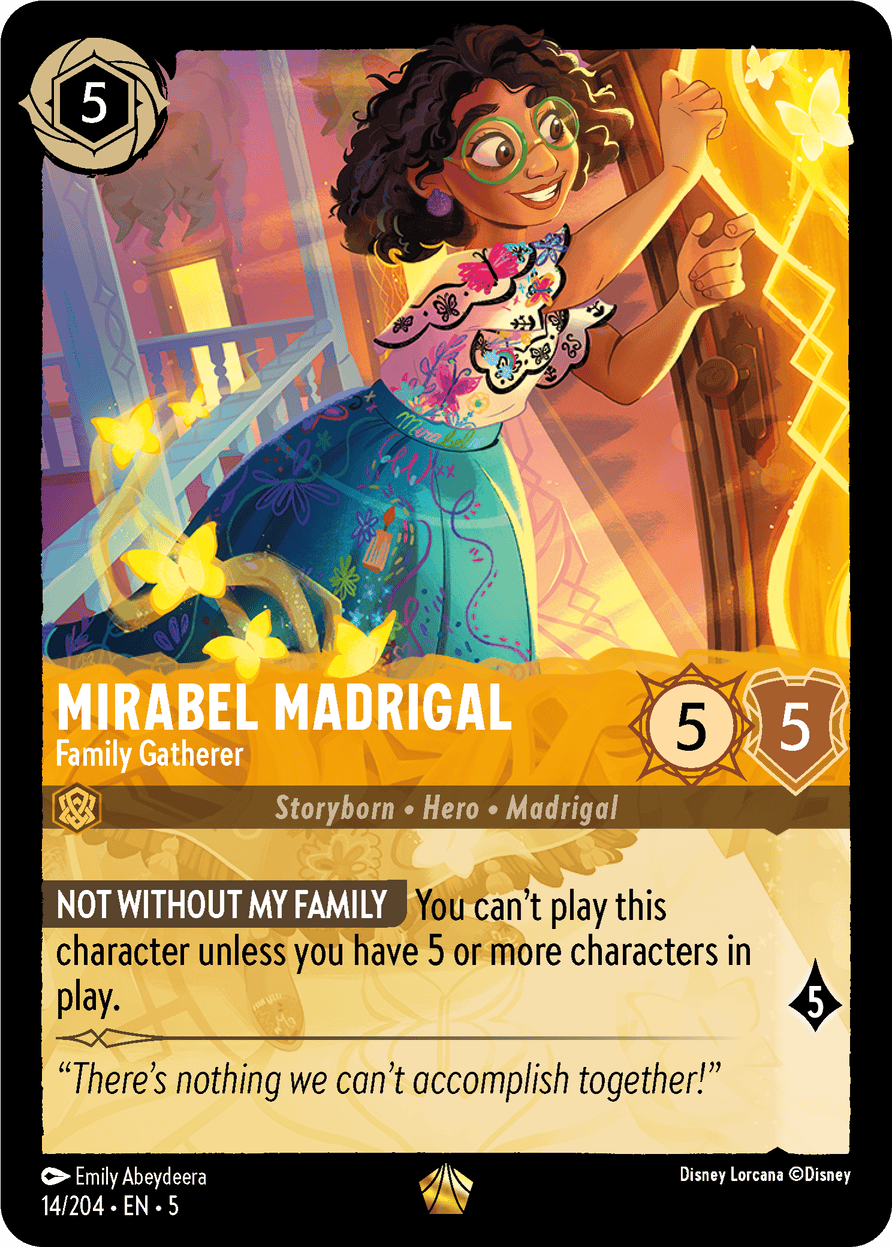 5
Mirabel
MIRABEL MADRIGAL
Family Gatherer
5 5
Storyborn • Hero • Madrigal
NOT WITHOUT MY FAMILY You can't play this
character unless you have 5 or more characters in
play.
5
“There's nothing we can't accomplish together!”
Emily Abeydeera
Disney Lorcana ©Disney
14/204 • EN • 5